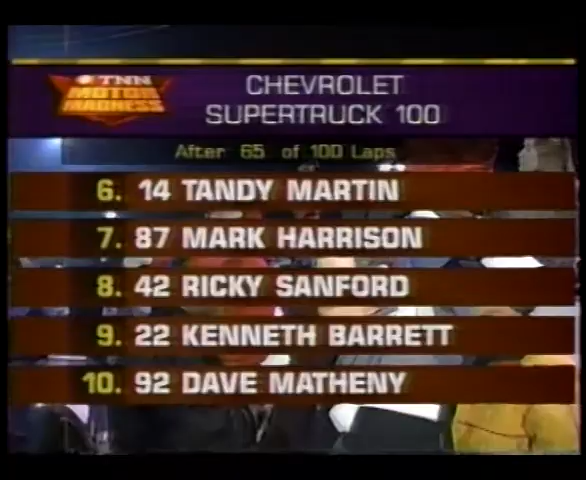 TNN
MOTOR
MADNESS
CHEVROLET
SUPERTRUCK 100
After 65 of 100 Laps
6. 14 TANDY MARTIN
7. 87 MARK HARRISON
8. 42 RICKY SANFORD
9. 22 KENNETH BARRETT
10. 92 DAVE MATHENY